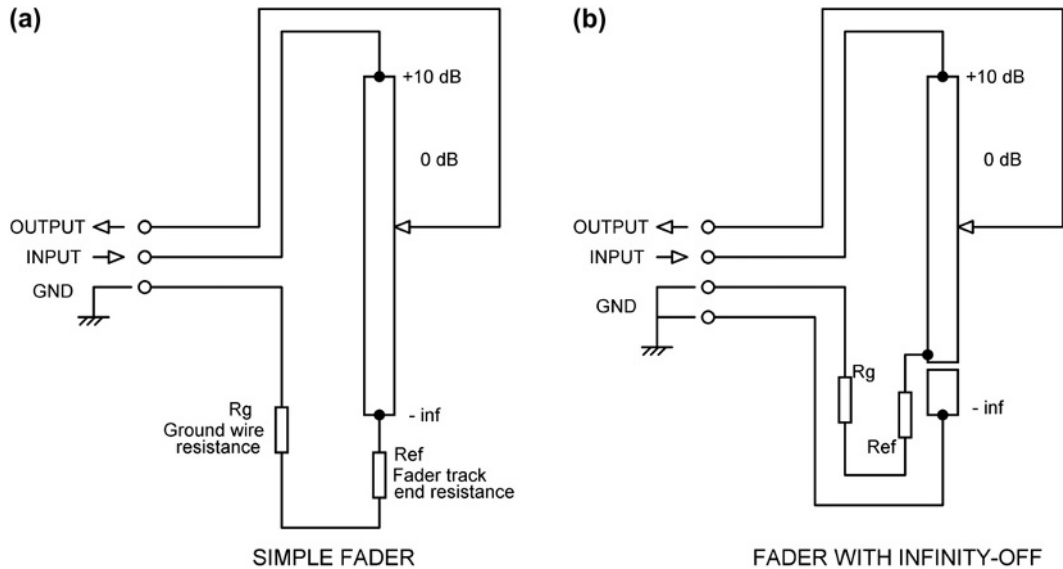 (a)
+10 dB
0 dB
OUTPUT
INPUT
GND
Rg
Ground wire
resistance
- inf
Ref
Fader track
end resistance
SIMPLE FADER
(b)
+10 dB
0 dB
OUTPUT
INPUT
GND
Rg
Ref
- inf
FADER WITH INFINITY-OFF